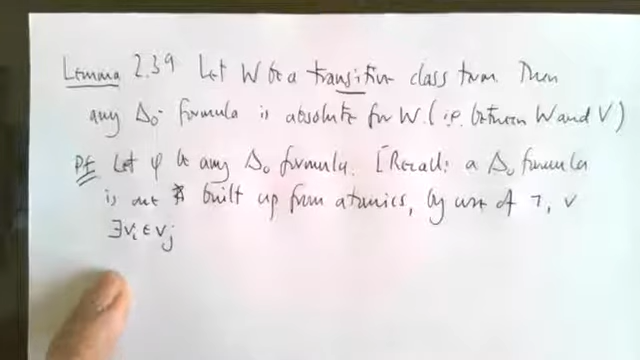 Lemma 2.39 Let W be a transitive class term. Then
any Δ₀-formula is absolute for W. (i.e. between W and V)
Pf Let φ be any Δ₀ formula. [Recall: a Δ₀ formula
is one built up from atomics, by use of ¬, ∨
∃vᵢ∈vⱼ